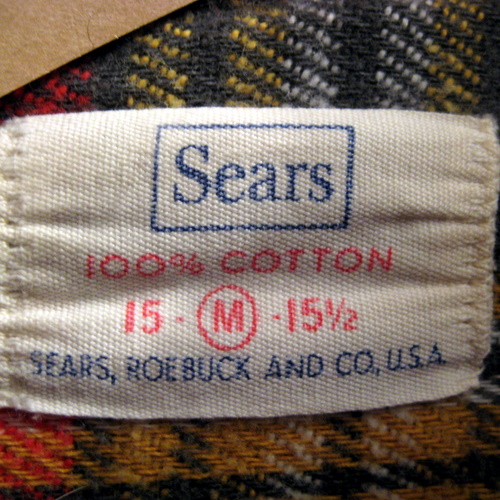 Sears
100% COTTON
15 - M - 15½
SEARS, ROEBUCK AND CO., U.S.A.